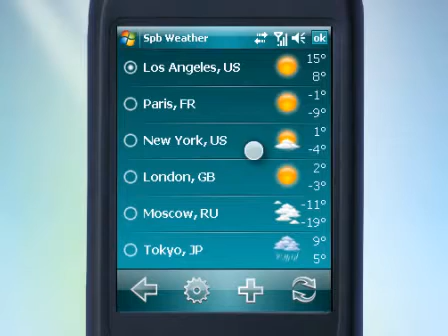 Spb Weather ok
Los Angeles, US 15° 8°
Paris, FR -1° -9°
New York, US 1° -4°
London, GB 2° -3°
Moscow, RU -11° -19°
Tokyo, JP 9° 5°